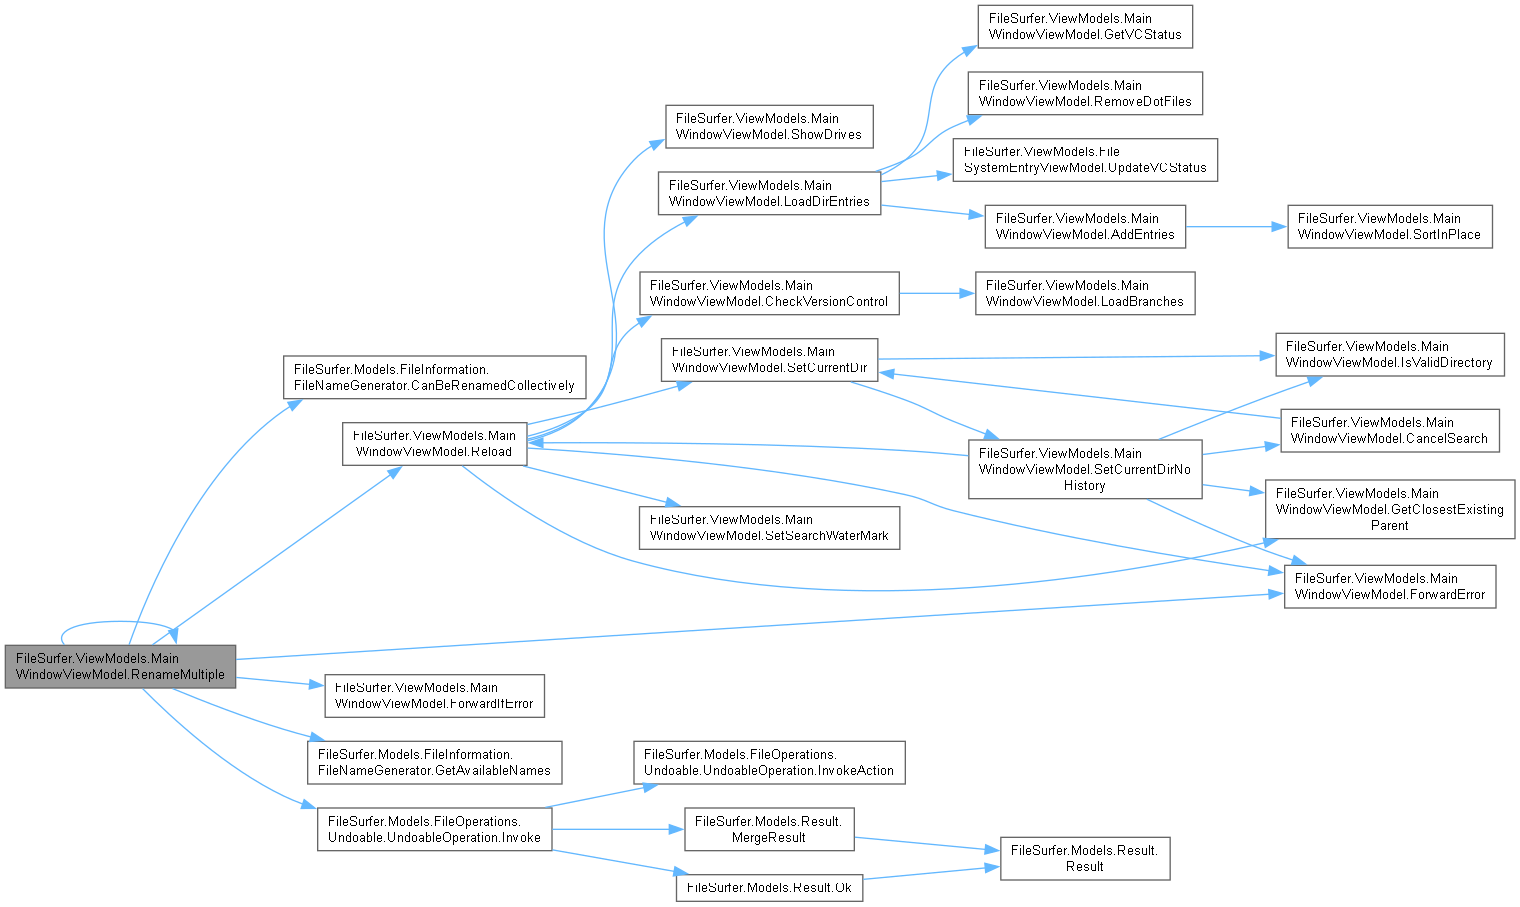 FileSurfer.ViewModels.Main
WindowViewModel.GetVCStatus
FileSurfer.ViewModels.Main
WindowViewModel.RemoveDotFiles
FileSurfer.ViewModels.Main
WindowViewModel.ShowDrives
FileSurfer.ViewModels.File
SystemEntryViewModel.UpdateVCStatus
FileSurfer.ViewModels.Main
WindowViewModel.LoadDirEntries
FileSurfer.ViewModels.Main
WindowViewModel.AddEntries
FileSurfer.ViewModels.Main
WindowViewModel.SortInPlace
FileSurfer.ViewModels.Main
WindowViewModel.CheckVersionControl
FileSurfer.ViewModels.Main
WindowViewModel.LoadBranches
FileSurfer.ViewModels.Main
WindowViewModel.SetCurrentDir
FileSurfer.ViewModels.Main
WindowViewModel.IsValidDirectory
FileSurfer.Models.FileInformation.
FileNameGenerator.CanBeRenamedCollectively
FileSurfer.ViewModels.Main
WindowViewModel.CancelSearch
FileSurfer.ViewModels.Main
WindowViewModel.Reload
FileSurfer.ViewModels.Main
WindowViewModel.SetCurrentDirNo
History
FileSurfer.ViewModels.Main
WindowViewModel.GetClosestExisting
Parent
FileSurfer.ViewModels.Main
WindowViewModel.SetSearchWaterMark
FileSurfer.ViewModels.Main
WindowViewModel.ForwardError
FileSurfer.ViewModels.Main
WindowViewModel.RenameMultiple
FileSurfer.ViewModels.Main
WindowViewModel.ForwardIfError
FileSurfer.Models.FileInformation.
FileNameGenerator.GetAvailableNames
FileSurfer.Models.FileOperations.
Undoable.UndoableOperation.InvokeAction
FileSurfer.Models.FileOperations.
Undoable.UndoableOperation.Invoke
FileSurfer.Models.Result.
MergeResult
FileSurfer.Models.Result.
Result
FileSurfer.Models.Result.Ok